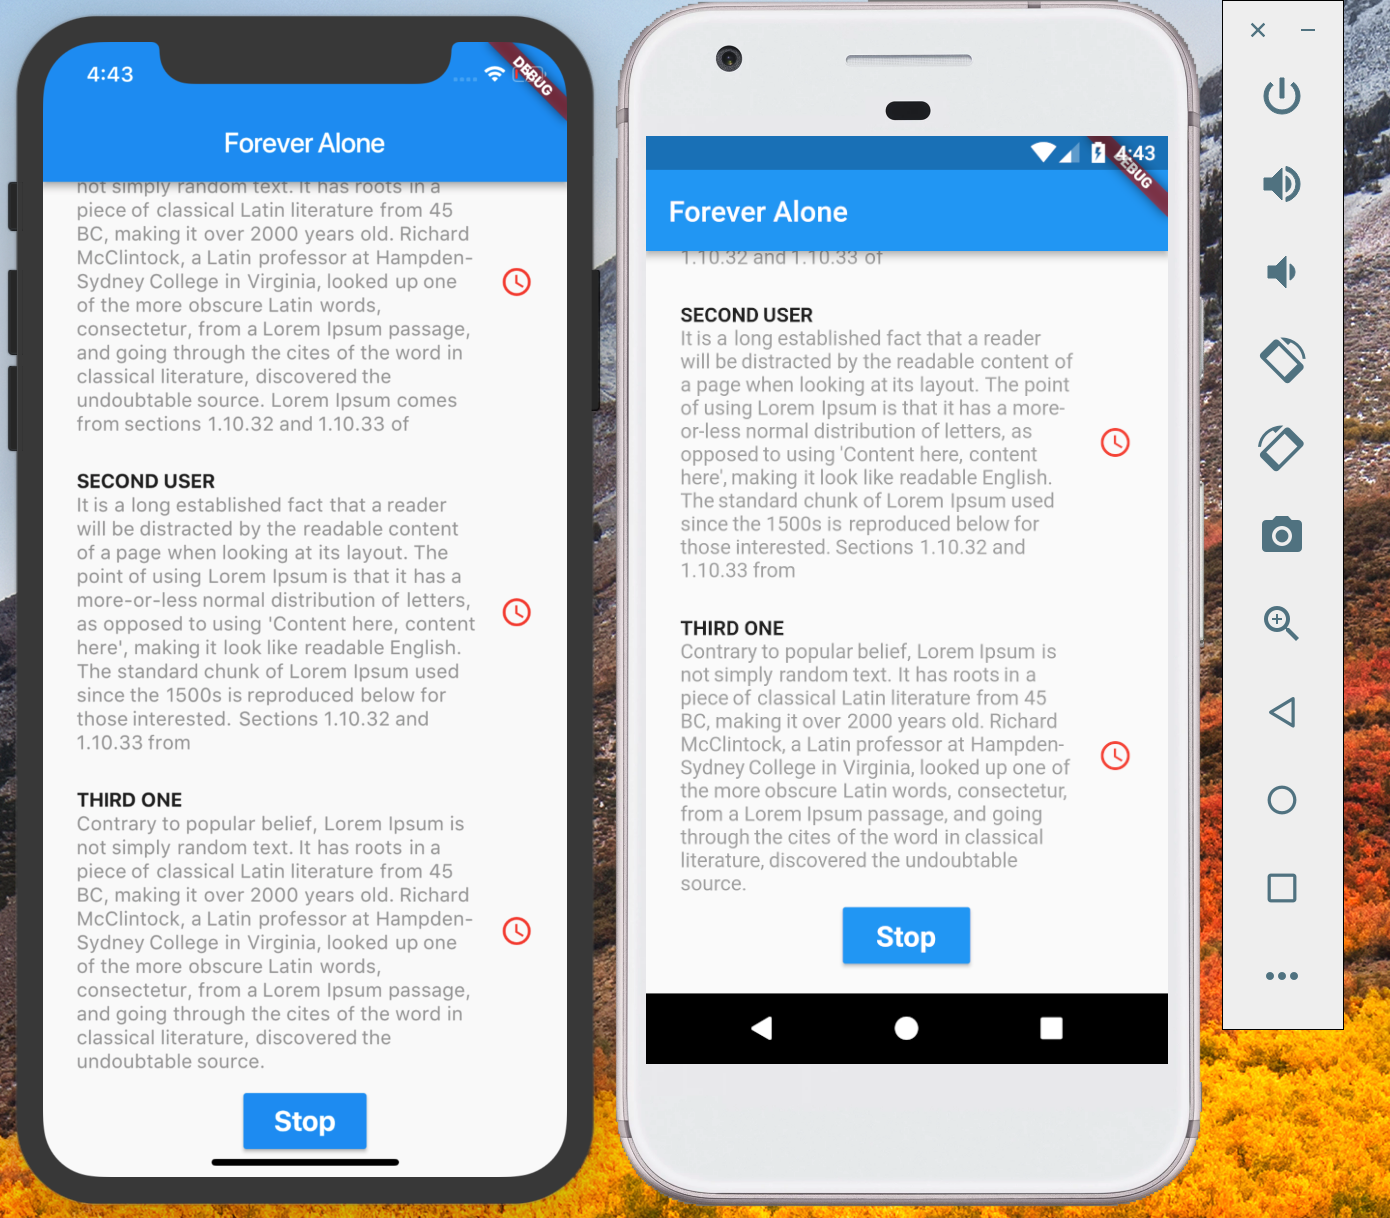 4:43
DEBUG
Forever Alone
not simply random text. It has roots in a
piece of classical Latin literature from 45
BC, making it over 2000 years old. Richard
McClintock, a Latin professor at Hampden-
Sydney College in Virginia, looked up one
of the more obscure Latin words,
consectetur, from a Lorem Ipsum passage,
and going through the cites of the word in
classical literature, discovered the
undoubtable source. Lorem Ipsum comes
from sections 1.10.32 and 1.10.33 of
SECOND USER
It is a long established fact that a reader
will be distracted by the readable content
of a page when looking at its layout. The
point of using Lorem Ipsum is that it has a
more-or-less normal distribution of letters,
as opposed to using 'Content here, content
here', making it look like readable English.
The standard chunk of Lorem Ipsum used
since the 1500s is reproduced below for
those interested. Sections 1.10.32 and
1.10.33 from
THIRD ONE
Contrary to popular belief, Lorem Ipsum is
not simply random text. It has roots in a
piece of classical Latin literature from 45
BC, making it over 2000 years old. Richard
McClintock, a Latin professor at Hampden-
Sydney College in Virginia, looked up one
of the more obscure Latin words,
consectetur, from a Lorem Ipsum passage,
and going through the cites of the word in
classical literature, discovered the
undoubtable source.
Stop
4:43
DEBUG
Forever Alone
1.10.32 and 1.10.33 of
SECOND USER
It is a long established fact that a reader
will be distracted by the readable content of
a page when looking at its layout. The point
of using Lorem Ipsum is that it has a more-
or-less normal distribution of letters, as
opposed to using 'Content here, content
here', making it look like readable English.
The standard chunk of Lorem Ipsum used
since the 1500s is reproduced below for
those interested. Sections 1.10.32 and
1.10.33 from
THIRD ONE
Contrary to popular belief, Lorem Ipsum is
not simply random text. It has roots in a
piece of classical Latin literature from 45
BC, making it over 2000 years old. Richard
McClintock, a Latin professor at Hampden-
Sydney College in Virginia, looked up one of
the more obscure Latin words, consectetur,
from a Lorem Ipsum passage, and going
through the cites of the word in classical
literature, discovered the undoubtable
source.
Stop